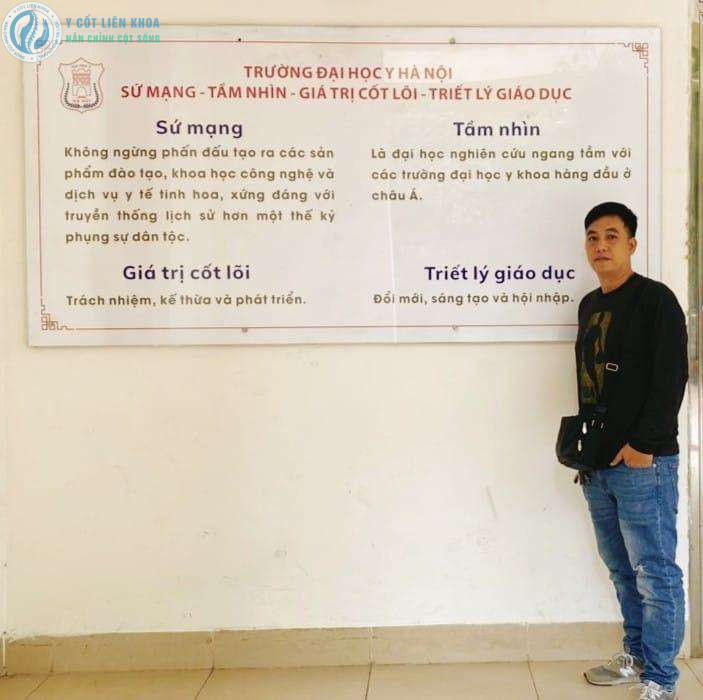 Y CỐT LIÊN KHOA
NẮN CHỈNH CỘT SỐNG
TRƯỜNG ĐẠI HỌC Y HÀ NỘI
SỨ MẠNG - TẦM NHÌN - GIÁ TRỊ CỐT LÕI - TRIẾT LÝ GIÁO DỤC
Sứ mạng
Không ngừng phấn đấu tạo ra các sản
phẩm đào tạo, khoa học công nghệ và
dịch vụ y tế tinh hoa, xứng đáng với
truyền thống lịch sử hơn một thế kỷ
phụng sự dân tộc.
Tầm nhìn
Là đại học nghiên cứu ngang tầm với
các trường đại học y khoa hàng đầu ở
châu Á.
Giá trị cốt lõi
Trách nhiệm, kế thừa và phát triển.
Triết lý giáo dục
Đổi mới, sáng tạo và hội nhập.